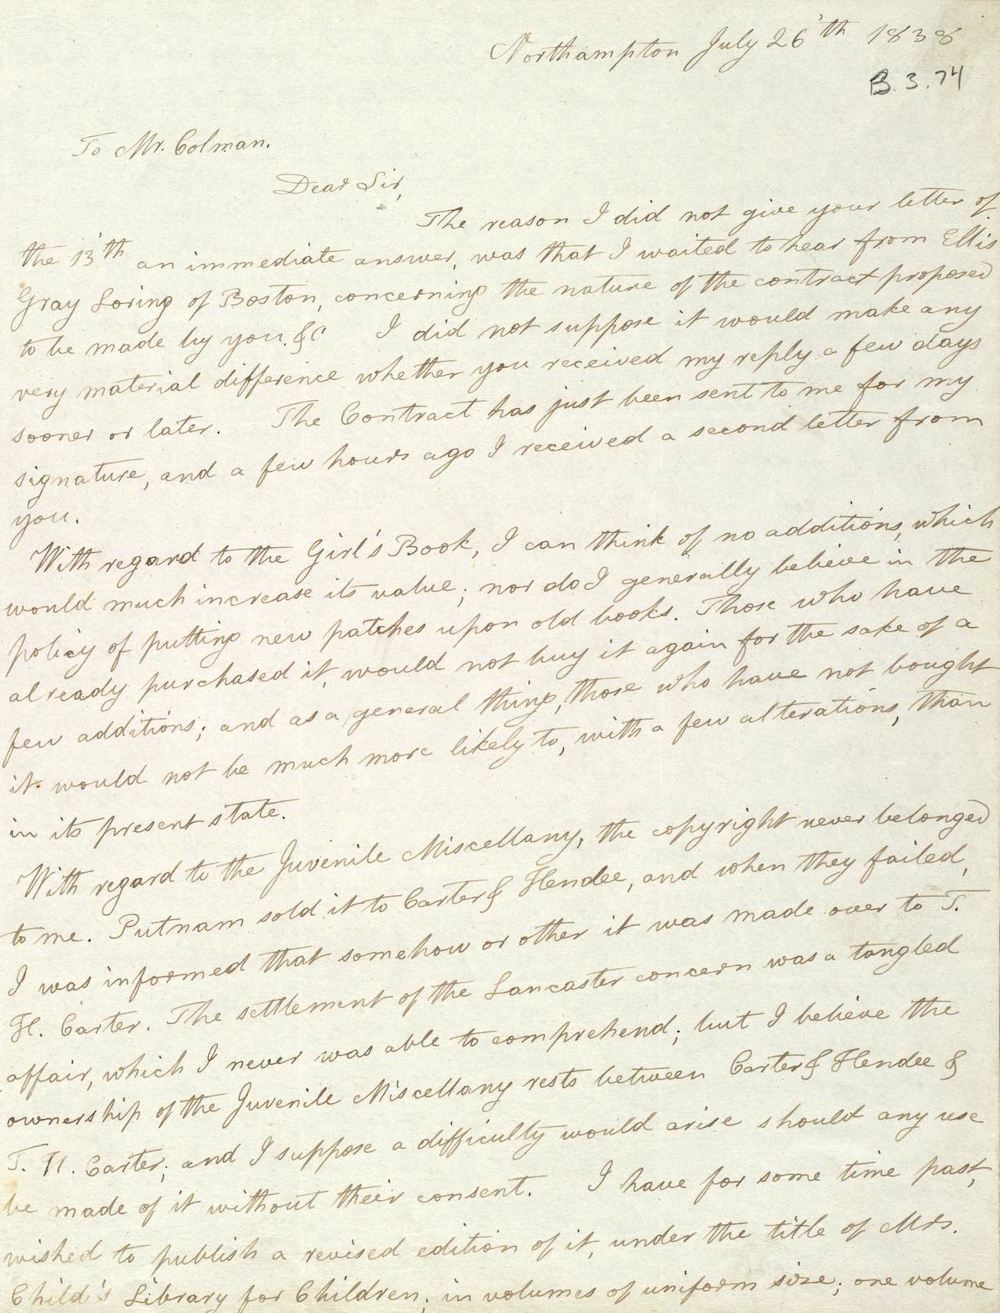 Northampton July 26'th 1838
B.3.74
To Mr. Colman.
Dear Sir,
The reason I did not give your letter of
the 13'th an immediate answer, was that I waited to hear from Ellis
Gray Loring of Boston, concerning the nature of the contract proposed
to be made by you, &c. I did not suppose it would make any
very material difference whether you received my reply a few days
sooner or later. The Contract has just been sent to me for my
signature, and a few hours ago I received a second letter from
you.
With regard to the Girl's Book, I can think of no additions, which
would much increase its value; nor do I generally believe in the
policy of putting new patches upon old books. Those who have
already purchased it, would not buy it again for the sake of a
few additions; and as a general thing, those who have not bought
it would not be much more likely to, with a few alterations, than
in its present state.
With regard to the Juvenile Miscellany, the copyright never belonged
to me. Putnam sold it to Carter & Hendee, and when they failed,
I was informed that somehow or other it was made over to T.
H. Carter. The settlement of the Lancaster concern was a tangled
affair, which I never was able to comprehend; but I believe the
ownership of the Juvenile Miscellany rests between Carter & Hendee &
T. H. Carter; and I suppose a difficulty would arise should any use
be made of it without their consent. I have for some time past,
wished to publish a revised edition of it, under the title of Mrs.
Child's Library for Children; in volumes of uniform size; one volume